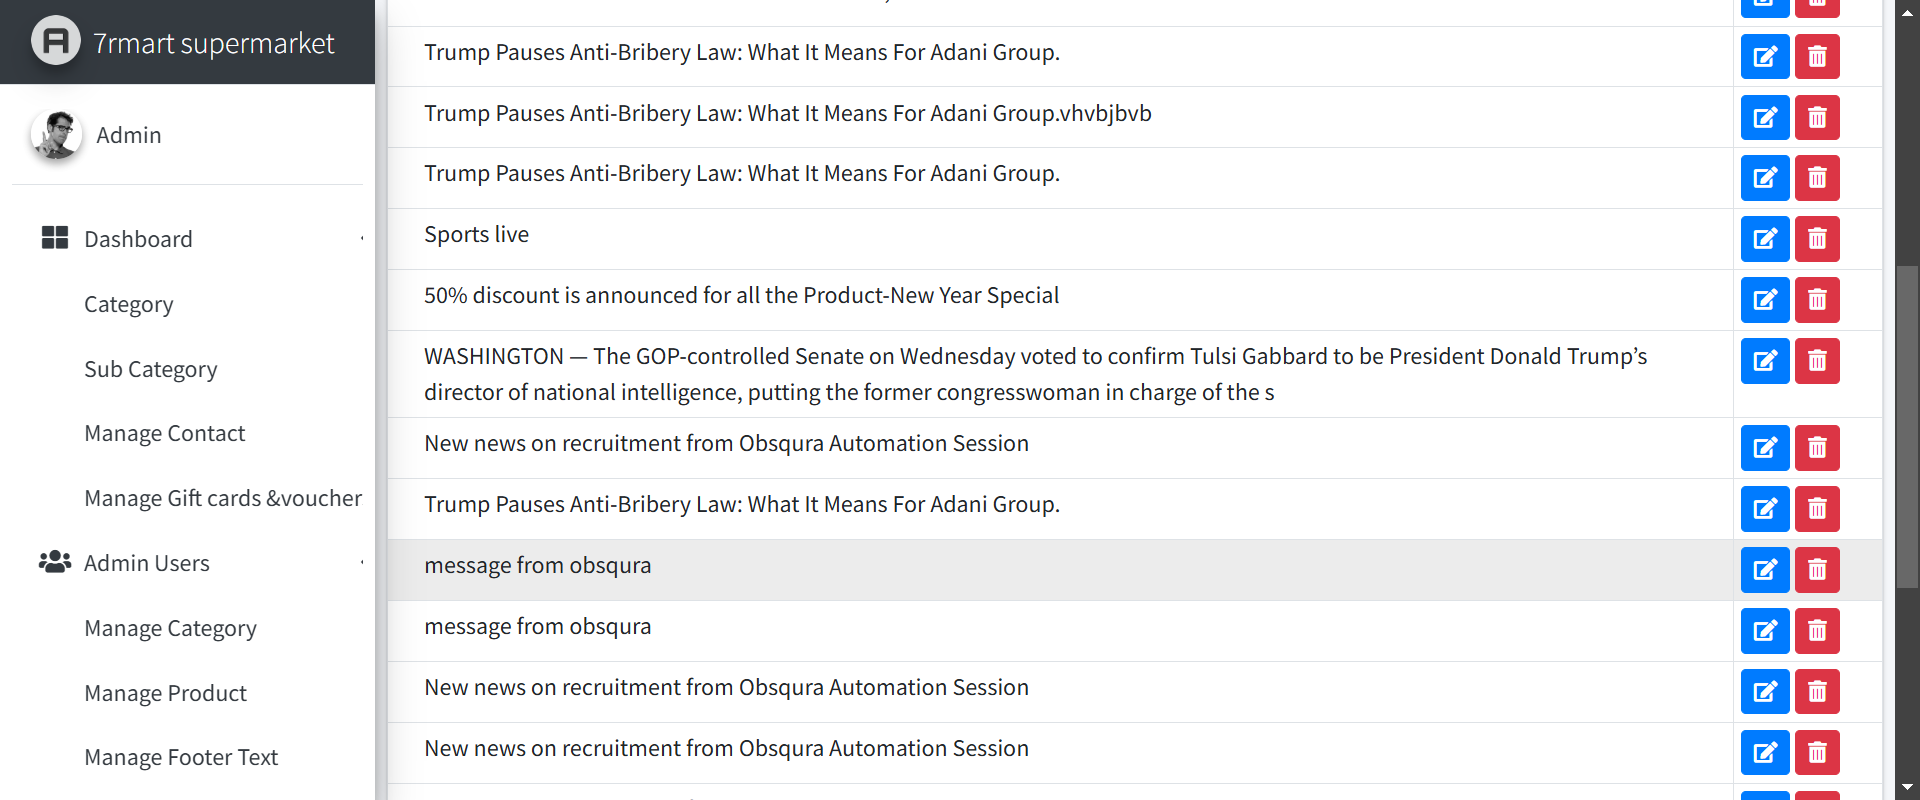 7rmart supermarket
Admin
Dashboard
Category
Sub Category
Manage Contact
Manage Gift cards &voucher
Admin Users
Manage Category
Manage Product
Manage Footer Text
Trump Pauses Anti-Bribery Law: What It Means For Adani Group.
Trump Pauses Anti-Bribery Law: What It Means For Adani Group.vhvbjbvb
Trump Pauses Anti-Bribery Law: What It Means For Adani Group.
Sports live
50% discount is announced for all the Product-New Year Special
WASHINGTON — The GOP-controlled Senate on Wednesday voted to confirm Tulsi Gabbard to be President Donald Trump’s
director of national intelligence, putting the former congresswoman in charge of the s
New news on recruitment from Obsqura Automation Session
Trump Pauses Anti-Bribery Law: What It Means For Adani Group.
message from obsqura
message from obsqura
New news on recruitment from Obsqura Automation Session
New news on recruitment from Obsqura Automation Session